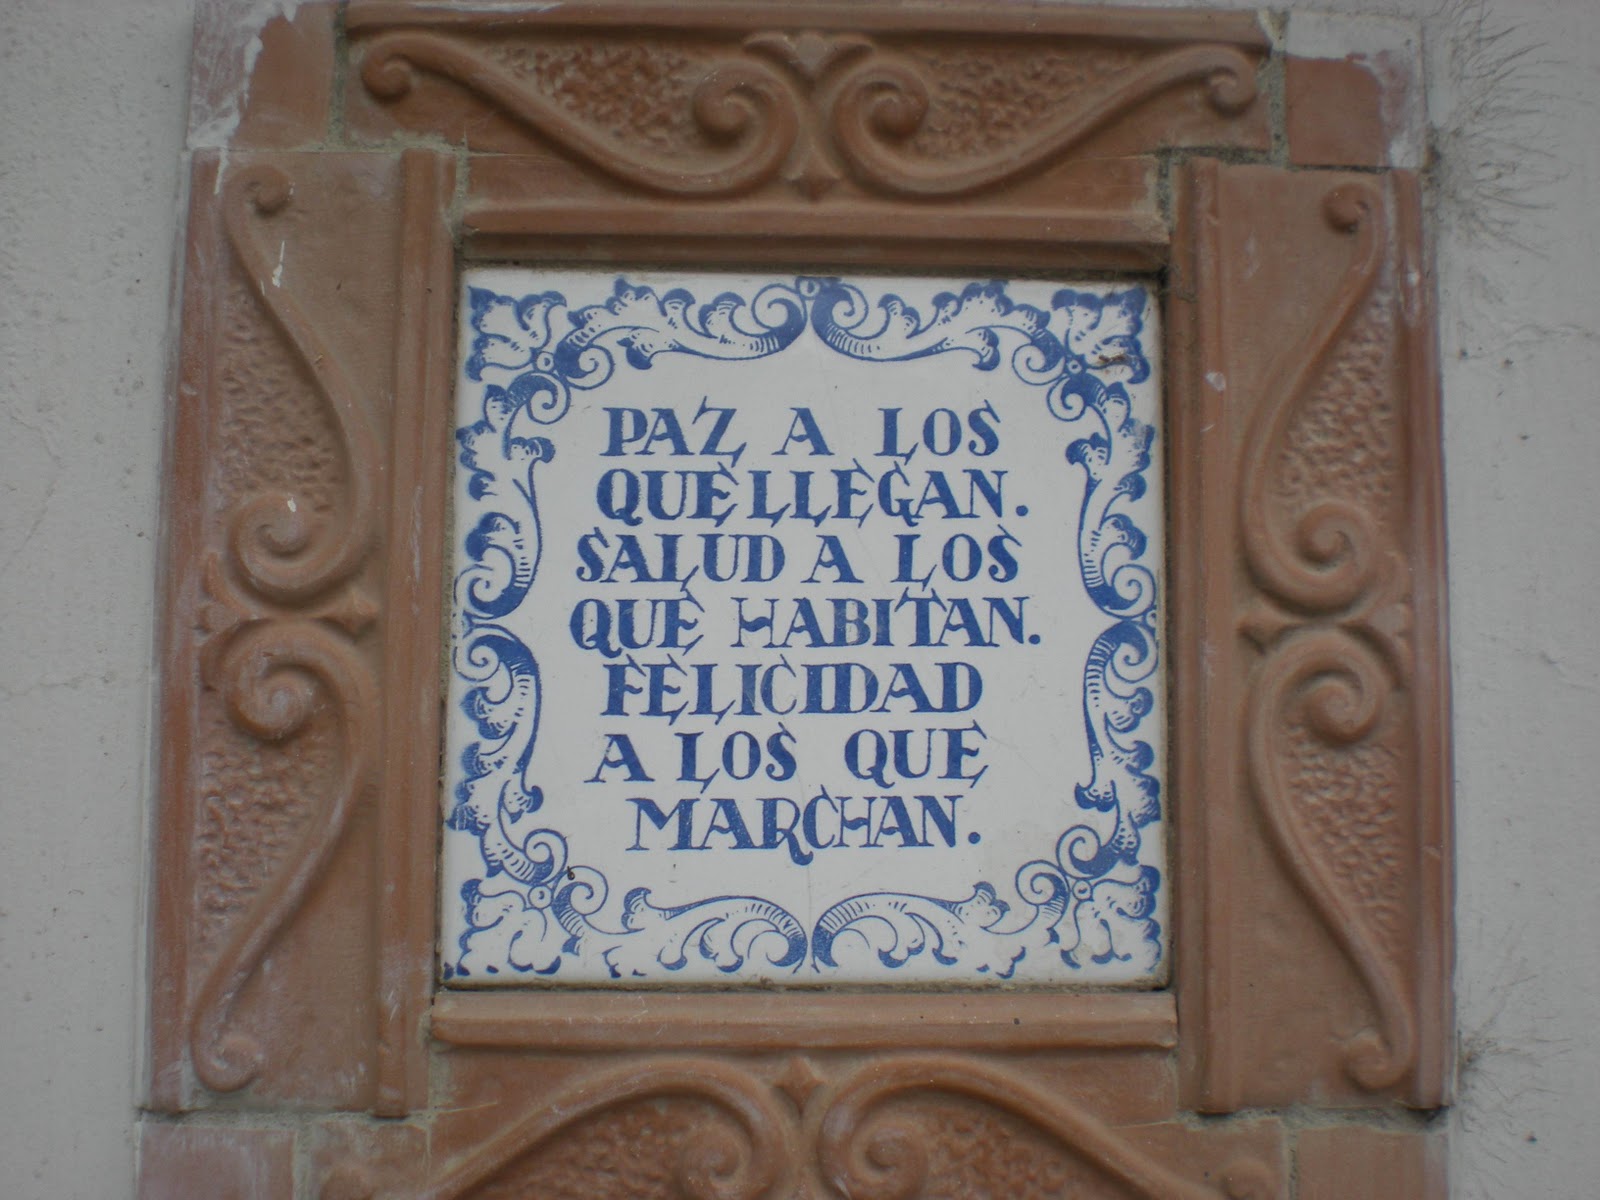 PAZ A LOS
QUE LLEGAN.
SALUD A LOS
QUE HABITAN.
FELICIDAD
A LOS QUE
MARCHAN.